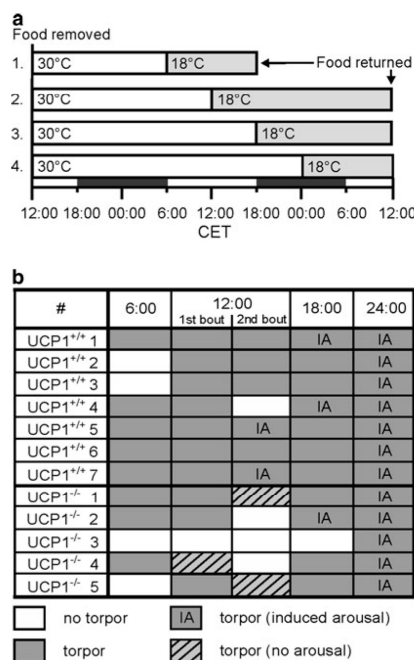 a
Food removed
1. 30°C 18°C Food returned
2. 30°C 18°C
3. 30°C 18°C
4. 30°C 18°C
12:00 18:00 00:00 6:00 12:00 18:00 00:00 6:00 12:00
CET
b
# 6:00 12:00 18:00 24:00
1st bout 2nd bout
UCP1+/+ 1 IA IA
UCP1+/+ 2 IA
UCP1+/+ 3 IA
UCP1+/+ 4 IA IA
UCP1+/+ 5 IA IA
UCP1+/+ 6 IA
UCP1+/+ 7 IA IA
UCP1-/- 1 IA
UCP1-/- 2 IA IA
UCP1-/- 3 IA
UCP1-/- 4 IA
UCP1-/- 5 IA
no torpor IA torpor (induced arousal)
torpor torpor (no arousal)